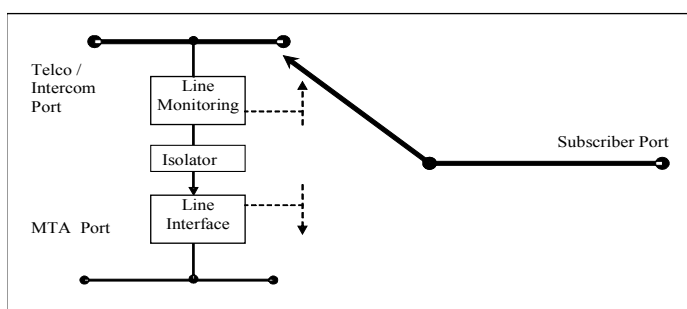 Telco /
Intercom
Port
Line
Monitoring
Isolator
Subscriber Port
Line
Interface
MTA Port